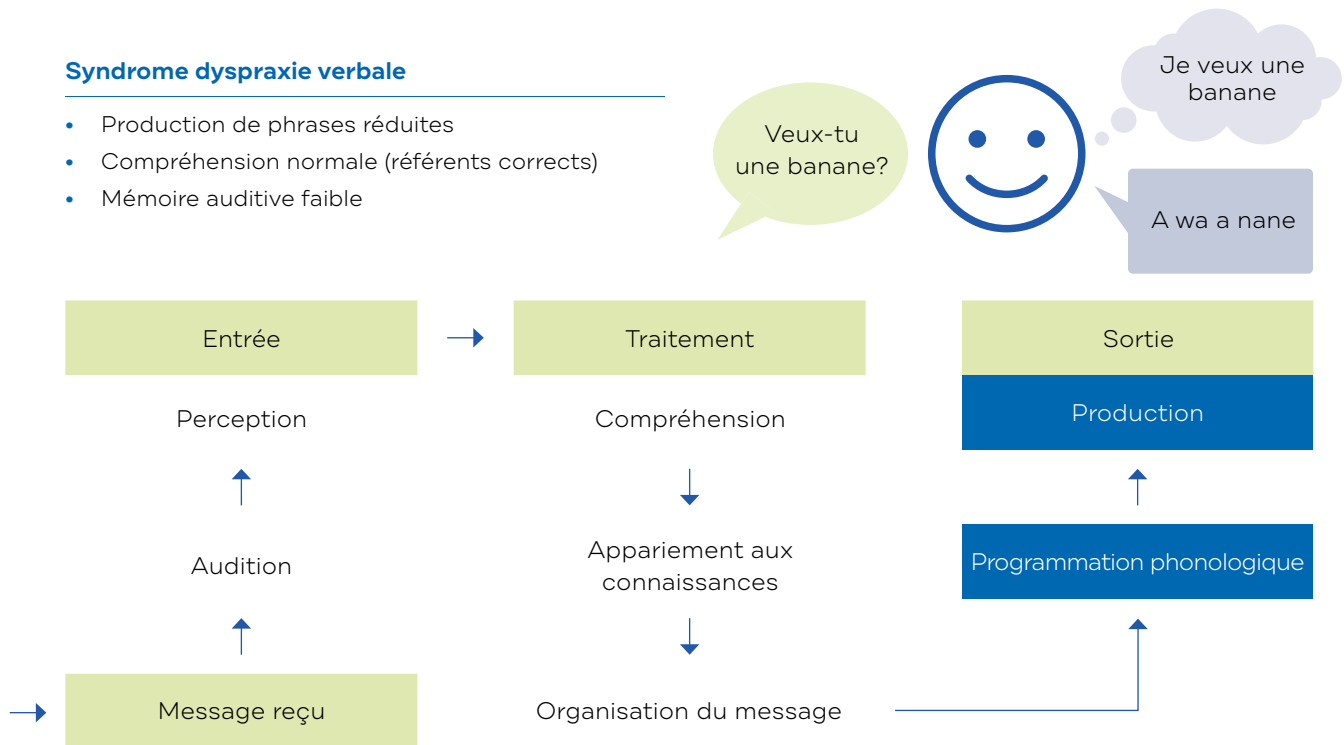 Syndrome dyspraxie verbale
• Production de phrases réduites
• Compréhension normale (référents corrects)
• Mémoire auditive faible
Veux-tu
une banane?
Je veux une
banane
A wa a nane
Entrée
Traitement
Sortie
Perception
Compréhension
Production
Audition
Appariement aux
connaissances
Programmation phonologique
Message reçu
Organisation du message